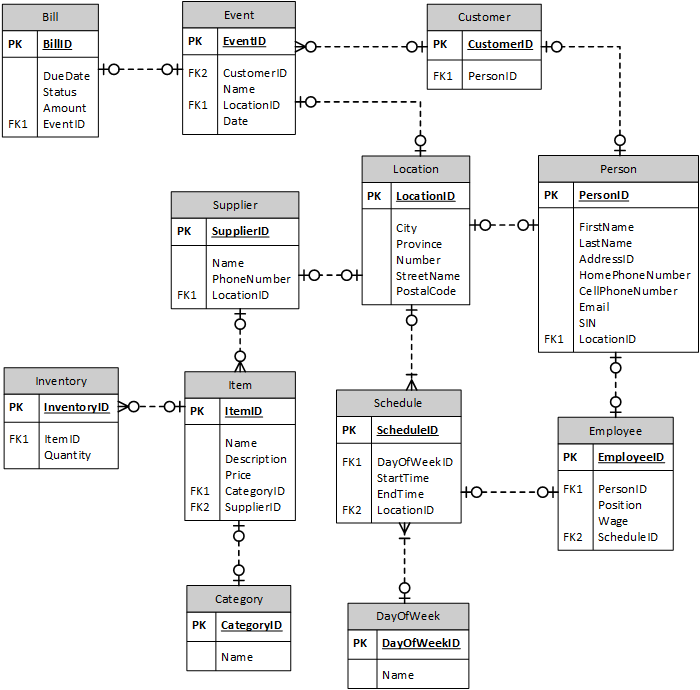 Bill
PK BillID
DueDate
Status
Amount
FK1 EventID
Event
PK EventID
FK2 CustomerID
Name
FK1 LocationID
Date
Customer
PK CustomerID
FK1 PersonID
Location
PK LocationID
City
Province
Number
StreetName
PostalCode
Person
PK PersonID
FirstName
LastName
AddressID
HomePhoneNumber
CellPhoneNumber
Email
SIN
FK1 LocationID
Supplier
PK SupplierID
Name
PhoneNumber
FK1 LocationID
Inventory
PK InventoryID
FK1 ItemID
Quantity
Item
PK ItemID
Name
Description
Price
FK1 CategoryID
FK2 SupplierID
Schedule
PK ScheduleID
FK1 DayOfWeekID
StartTime
EndTime
FK2 LocationID
Employee
PK EmployeeID
FK1 PersonID
Position
Wage
FK2 ScheduleID
Category
PK CategoryID
Name
DayOfWeek
PK DayOfWeekID
Name